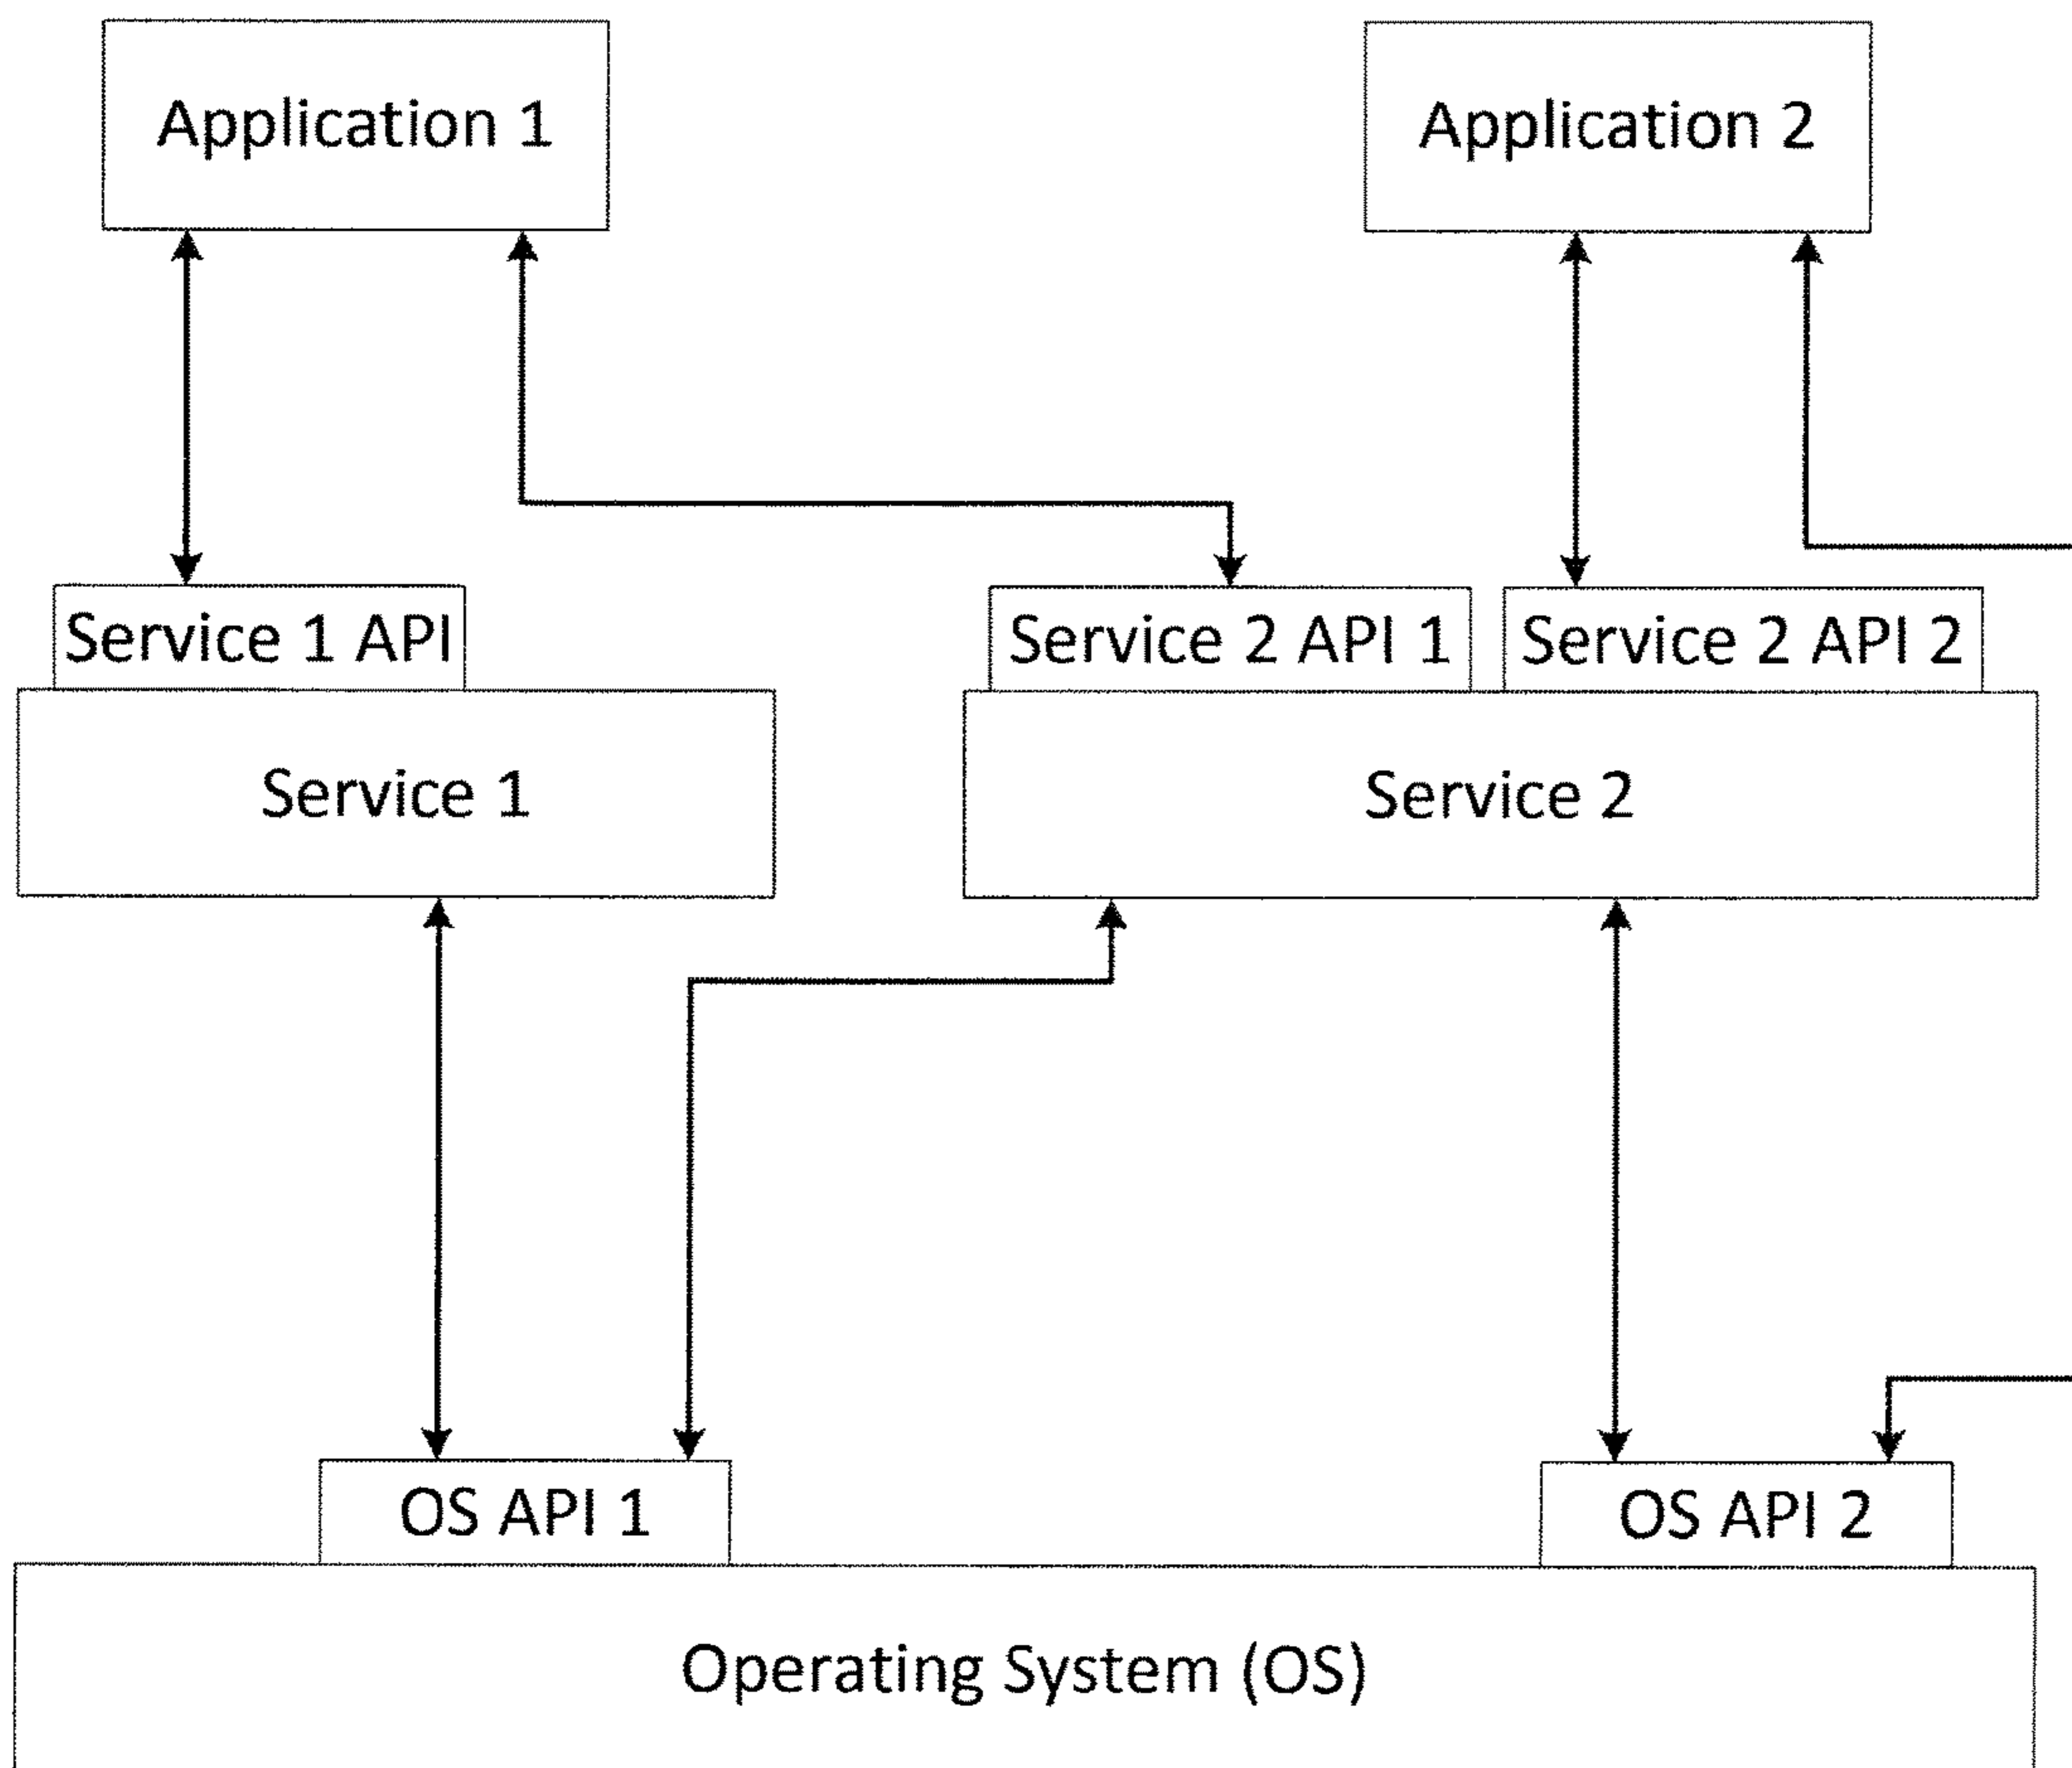 Application 1
Application 2
Service 1 API
Service 2 API 1
Service 2 API 2
Service 1
Service 2
OS API 1
OS API 2
Operating System (OS)